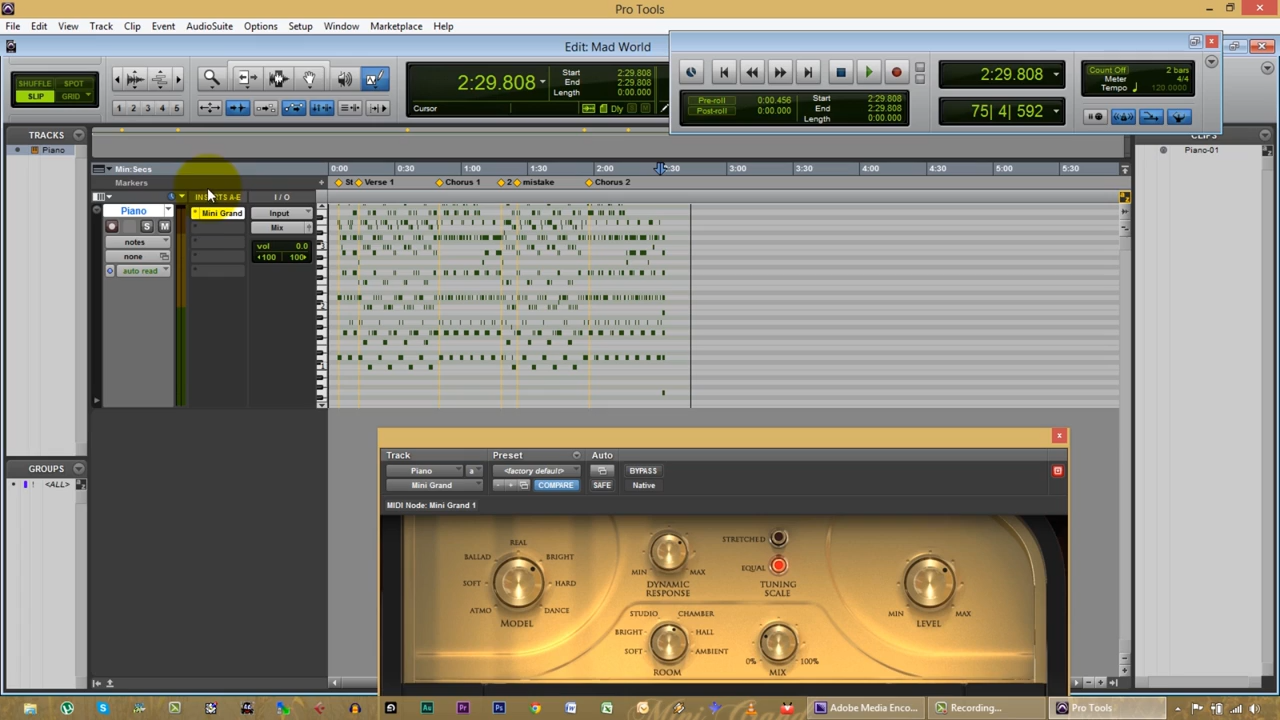 Pro Tools
File Edit View Track Clip Event AudioSuite Options Setup Window Marketplace Help
Edit: Mad World
SHUFFLE SPOT
SLIP GRID
2:29.808
Start 2:29.808
End 2:29.808
Length 0:00.000
1 2 3 4 5
Cursor
Dly
2:29.808
Count Off 2 bars
Meter 4/4
Tempo 120.0000
Pre-roll 0:00.456
Post-roll 0:00.000
Start 2:29.808
End 2:29.808
Length 0:00.000
75| 4| 592
TRACKS
CLIPS
Piano
Piano-01
Min:Secs
0:00 0:30 1:00 1:30 2:00 2:30 3:00 3:30 4:00 4:30 5:00 5:30
Markers
St Verse 1 Chorus 1 2 mistake Chorus 2
INSERTS A-E I / O
Piano
Mini Grand
Input
S M
Mix
notes
vol 0.0
none
100 100
auto read
GROUPS
! <ALL>
Track Preset Auto
Piano a <factory default> BYPASS
Mini Grand - + COMPARE SAFE Native
MIDI Node: Mini Grand 1
REAL
BALLAD BRIGHT
SOFT HARD
ATMO DANCE
MODEL
MIN MAX
DYNAMIC
RESPONSE
STRETCHED
EQUAL
TUNING
SCALE
MIN MAX
LEVEL
STUDIO CHAMBER
BRIGHT HALL
SOFT AMBIENT
ROOM
0% 100%
MIX
Adobe Media Enco...
Recording...
Pro Tools